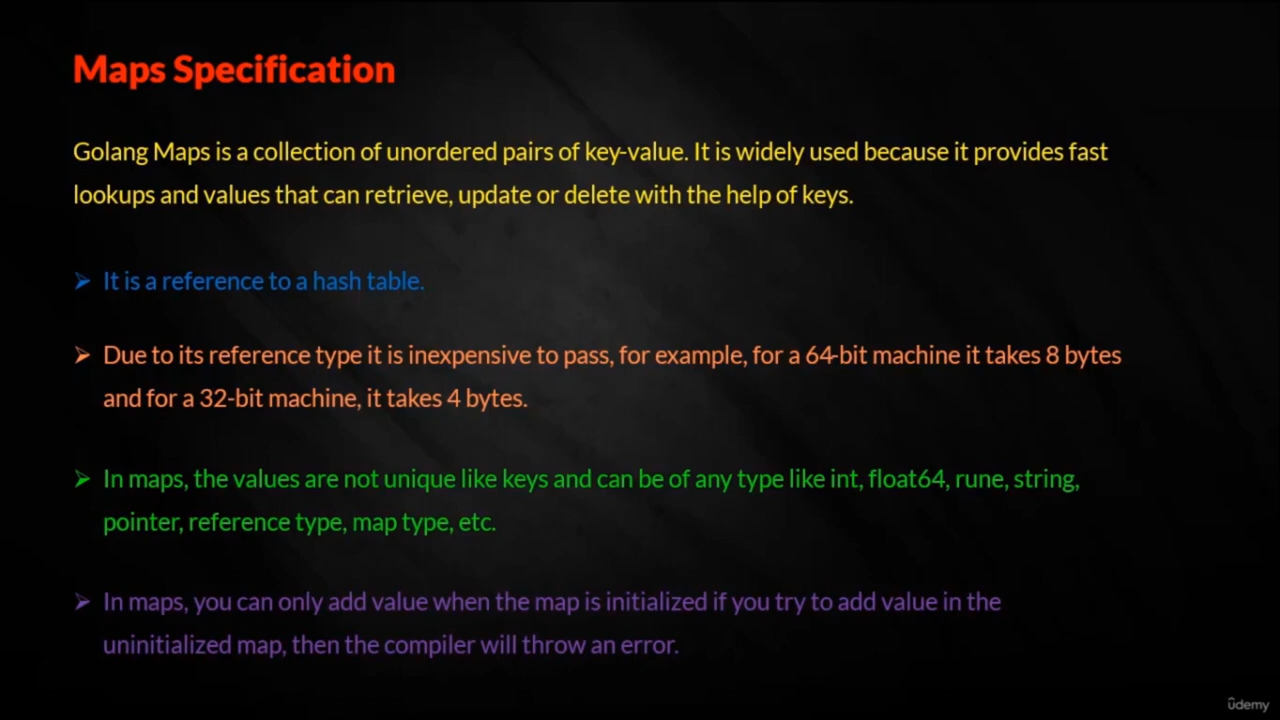 Maps Specification
Golang Maps is a collection of unordered pairs of key-value. It is widely used because it provides fast
lookups and values that can retrieve, update or delete with the help of keys.
➢ It is a reference to a hash table.
➢ Due to its reference type it is inexpensive to pass, for example, for a 64-bit machine it takes 8 bytes
and for a 32-bit machine, it takes 4 bytes.
➢ In maps, the values are not unique like keys and can be of any type like int, float64, rune, string,
pointer, reference type, map type, etc.
➢ In maps, you can only add value when the map is initialized if you try to add value in the
uninitialized map, then the compiler will throw an error.
ûdemy